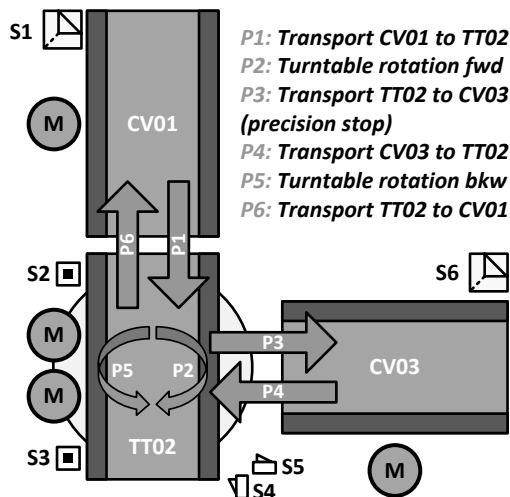 S1
P1: Transport CV01 to TT02
P2: Turntable rotation fwd
P3: Transport TT02 to CV03
(precision stop)
P4: Transport CV03 to TT02
P5: Turntable rotation bkw
P6: Transport TT02 to CV01
M
CV01
P6
P1
S2
S6
M
P3
P5
P2
CV03
M
P4
TT02
S3
S5
S4
M